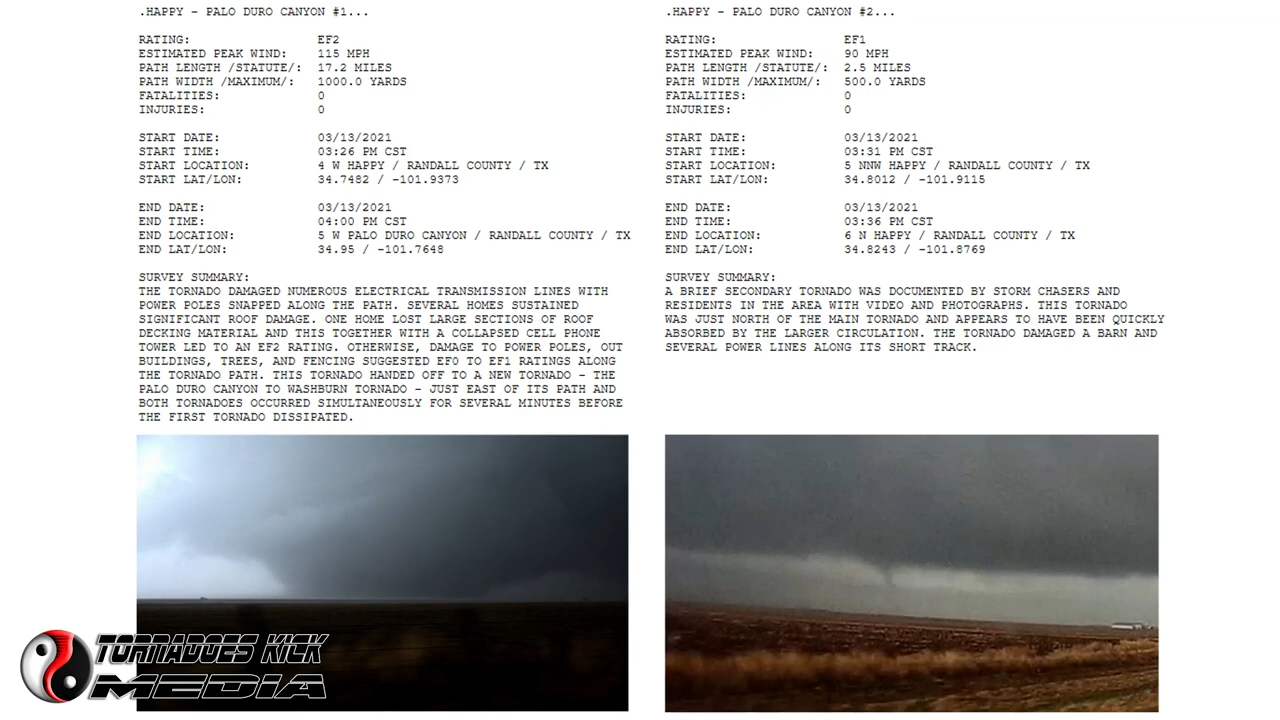 .HAPPY - PALO DURO CANYON #1...
RATING: EF2
ESTIMATED PEAK WIND: 115 MPH
PATH LENGTH /STATUTE/: 17.2 MILES
PATH WIDTH /MAXIMUM/: 1000.0 YARDS
FATALITIES: 0
INJURIES: 0
START DATE: 03/13/2021
START TIME: 03:26 PM CST
START LOCATION: 4 W HAPPY / RANDALL COUNTY / TX
START LAT/LON: 34.7482 / -101.9373
END DATE: 03/13/2021
END TIME: 04:00 PM CST
END LOCATION: 5 W PALO DURO CANYON / RANDALL COUNTY / TX
END LAT/LON: 34.95 / -101.7648
SURVEY SUMMARY:
THE TORNADO DAMAGED NUMEROUS ELECTRICAL TRANSMISSION LINES WITH
POWER POLES SNAPPED ALONG THE PATH. SEVERAL HOMES SUSTAINED
SIGNIFICANT ROOF DAMAGE. ONE HOME LOST LARGE SECTIONS OF ROOF
DECKING MATERIAL AND THIS TOGETHER WITH A COLLAPSED CELL PHONE
TOWER LED TO AN EF2 RATING. OTHERWISE, DAMAGE TO POWER POLES, OUT
BUILDINGS, TREES, AND FENCING SUGGESTED EF0 TO EF1 RATINGS ALONG
THE TORNADO PATH. THIS TORNADO HANDED OFF TO A NEW TORNADO - THE
PALO DURO CANYON TO WASHBURN TORNADO - JUST EAST OF ITS PATH AND
BOTH TORNADOES OCCURRED SIMULTANEOUSLY FOR SEVERAL MINUTES BEFORE
THE FIRST TORNADO DISSIPATED.
.HAPPY - PALO DURO CANYON #2...
RATING: EF1
ESTIMATED PEAK WIND: 90 MPH
PATH LENGTH /STATUTE/: 2.5 MILES
PATH WIDTH /MAXIMUM/: 500.0 YARDS
FATALITIES: 0
INJURIES: 0
START DATE: 03/13/2021
START TIME: 03:31 PM CST
START LOCATION: 5 NNW HAPPY / RANDALL COUNTY / TX
START LAT/LON: 34.8012 / -101.9115
END DATE: 03/13/2021
END TIME: 03:36 PM CST
END LOCATION: 6 N HAPPY / RANDALL COUNTY / TX
END LAT/LON: 34.8243 / -101.8769
SURVEY SUMMARY:
A BRIEF SECONDARY TORNADO WAS DOCUMENTED BY STORM CHASERS AND
RESIDENTS IN THE AREA WITH VIDEO AND PHOTOGRAPHS. THIS TORNADO
WAS JUST NORTH OF THE MAIN TORNADO AND APPEARS TO HAVE BEEN QUICKLY
ABSORBED BY THE LARGER CIRCULATION. THE TORNADO DAMAGED A BARN AND
SEVERAL POWER LINES ALONG ITS SHORT TRACK.
TORNADOES KICK
MEDIA